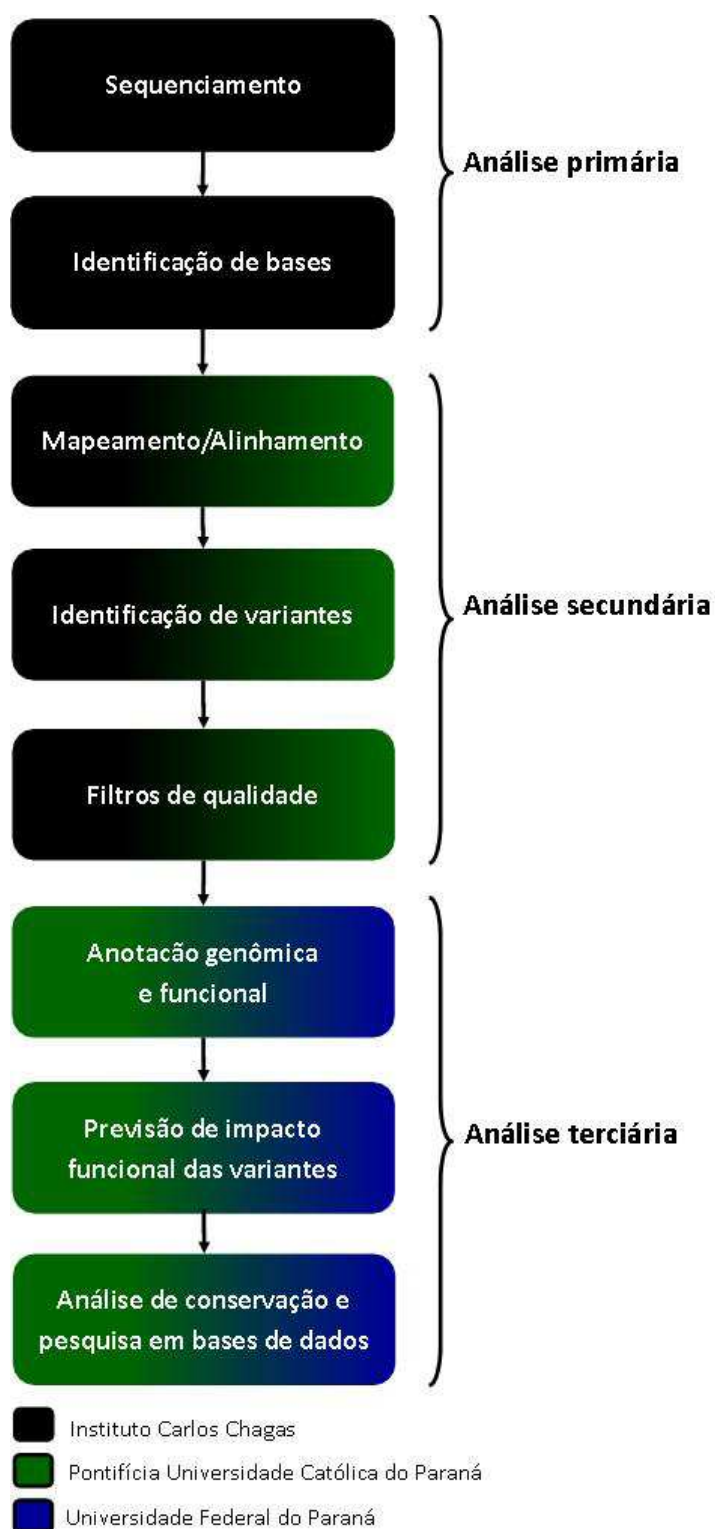 Sequenciamento
Análise primária
Identificação de bases
Mapeamento/Alinhamento
Identificação de variantes
Análise secundária
Filtros de qualidade
Anotacão genômica
e funcional
Previsão de impacto
funcional das variantes
Análise terciária
Análise de conservação e
pesquisa em bases de dados
Instituto Carlos Chagas
Pontifícia Universidade Católica do Paraná
Universidade Federal do Paraná